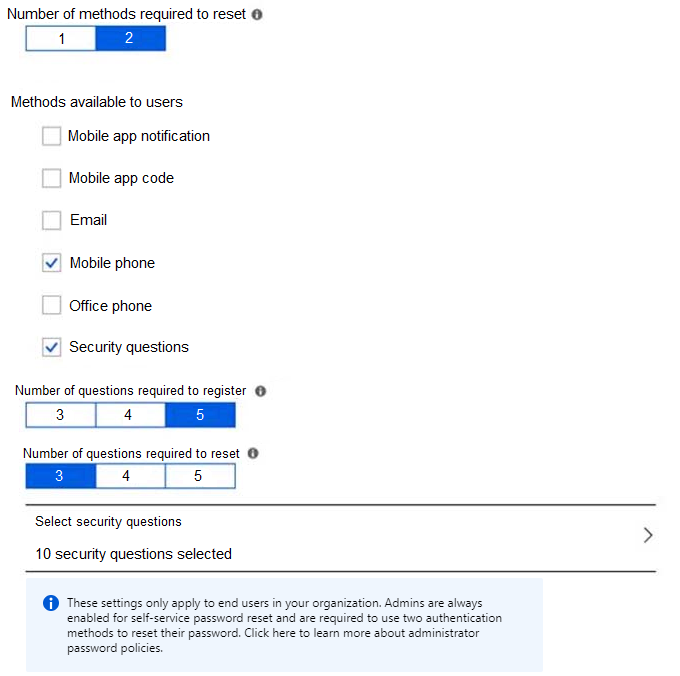 Number of methods required to reset
1 2
Methods available to users
Mobile app notification
Mobile app code
Email
Mobile phone
Office phone
Security questions
Number of questions required to register
3 4 5
Number of questions required to reset
3 4 5
Select security questions
10 security questions selected
These settings only apply to end users in your organization. Admins are always
enabled for self-service password reset and are required to use two authentication
methods to reset their password. Click here to learn more about administrator
password policies.